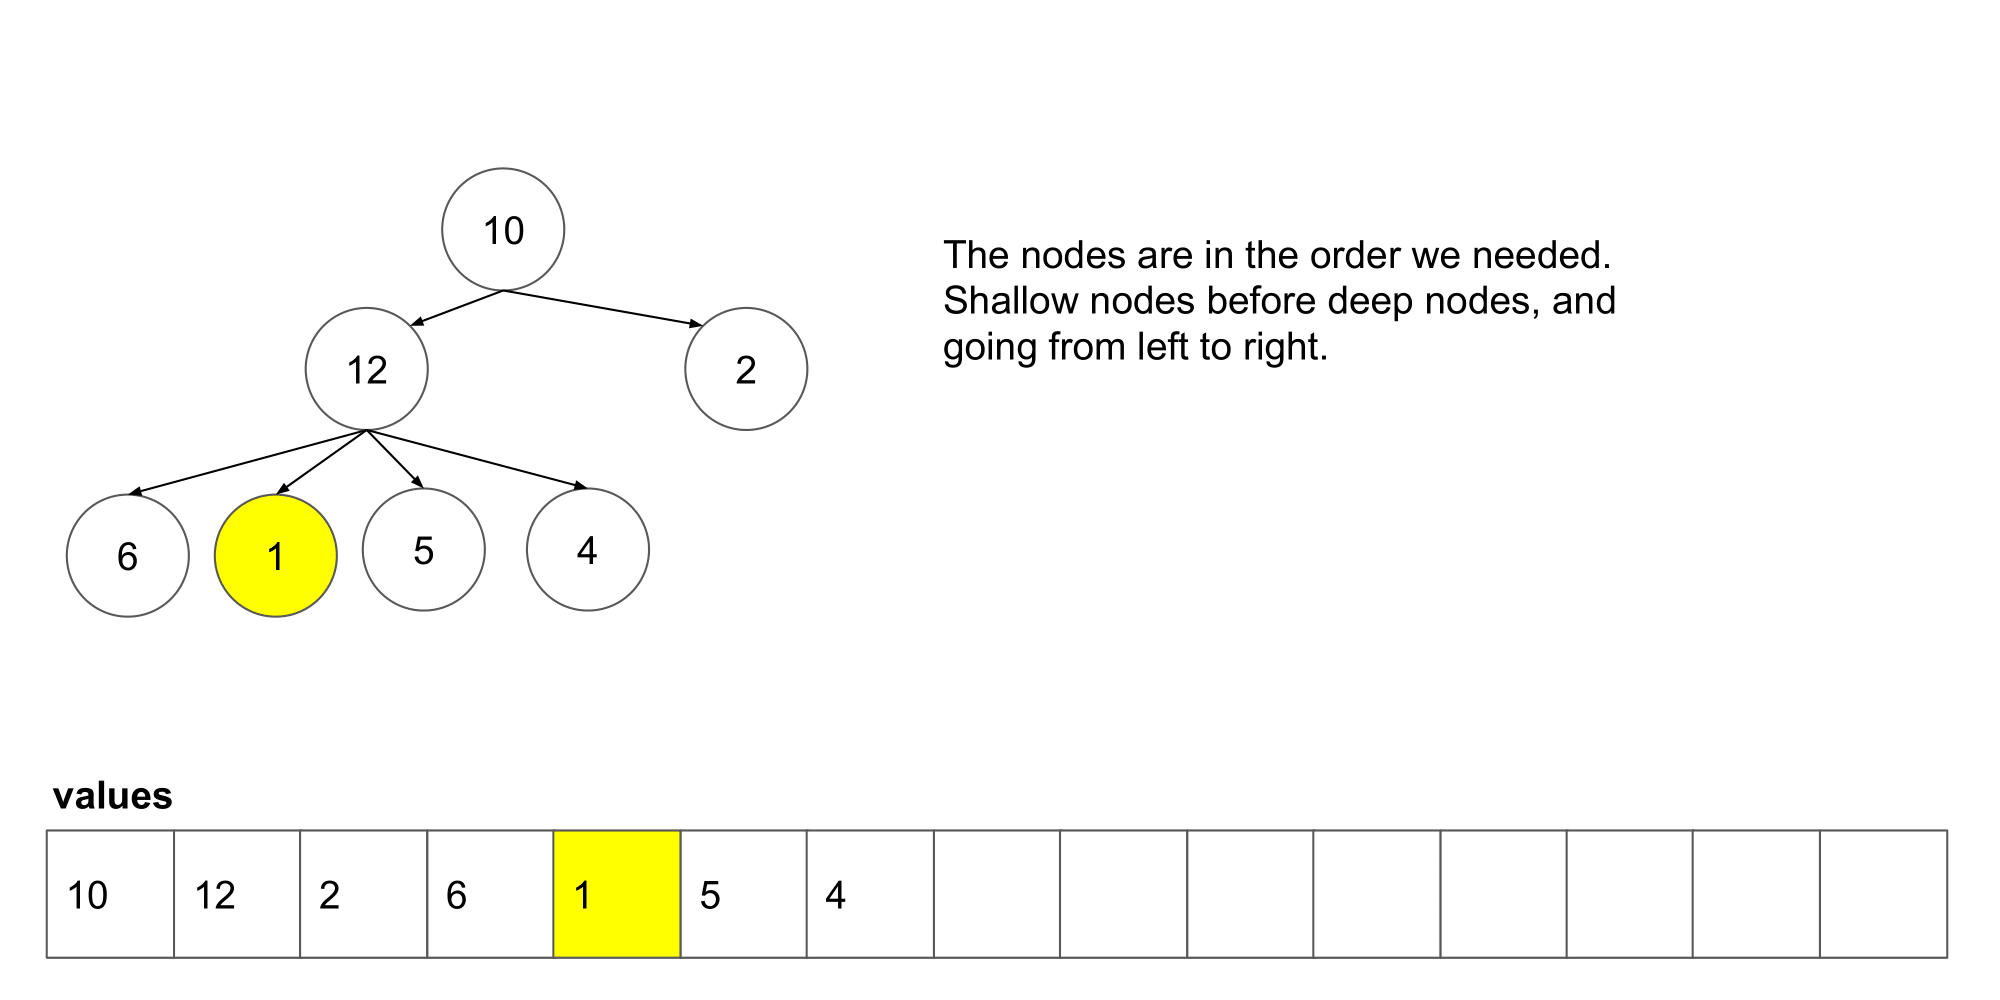 10
The nodes are in the order we needed.
Shallow nodes before deep nodes, and
going from left to right.
12 2
6 1 5 4
values
10 12 2 6 1 5 4